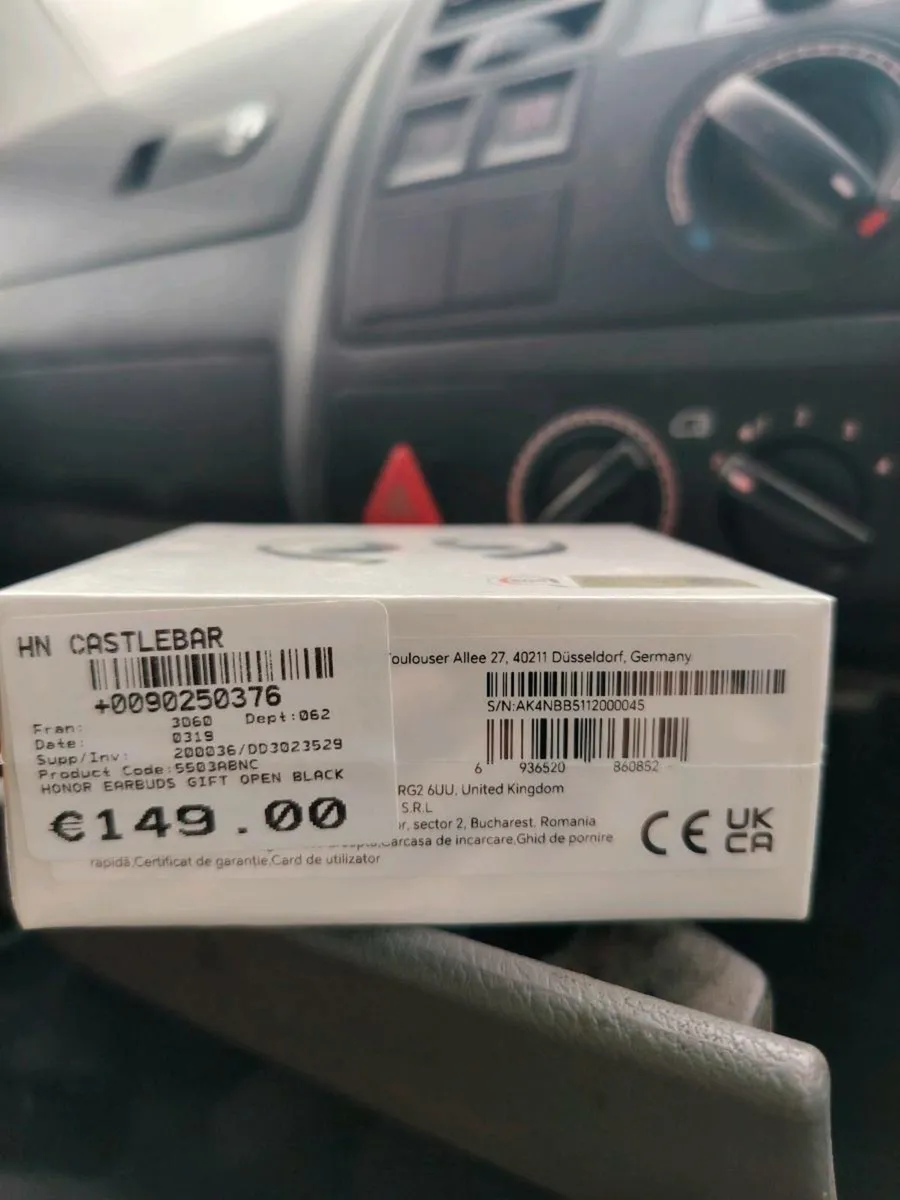 HN CASTLEBAR
+0090250376
Fran: 3060 Dept:062
Date: 0319
Supp/Inv: 200036/DD3023529
Product Code:5503ABNC
HONOR EARBUDS GIFT OPEN BLACK
€149.00
Toulouser Allee 27, 40211 Düsseldorf, Germany
S/N:AK4NBB5112000045
6 936520 860852
RG2 6UU, United Kingdom
S.R.L
sector 2, Bucharest, Romania
Carcasa de incarcare,Ghid de pornire
rapidă,Certificat de garanție,Card de utilizator
CE UK
CA